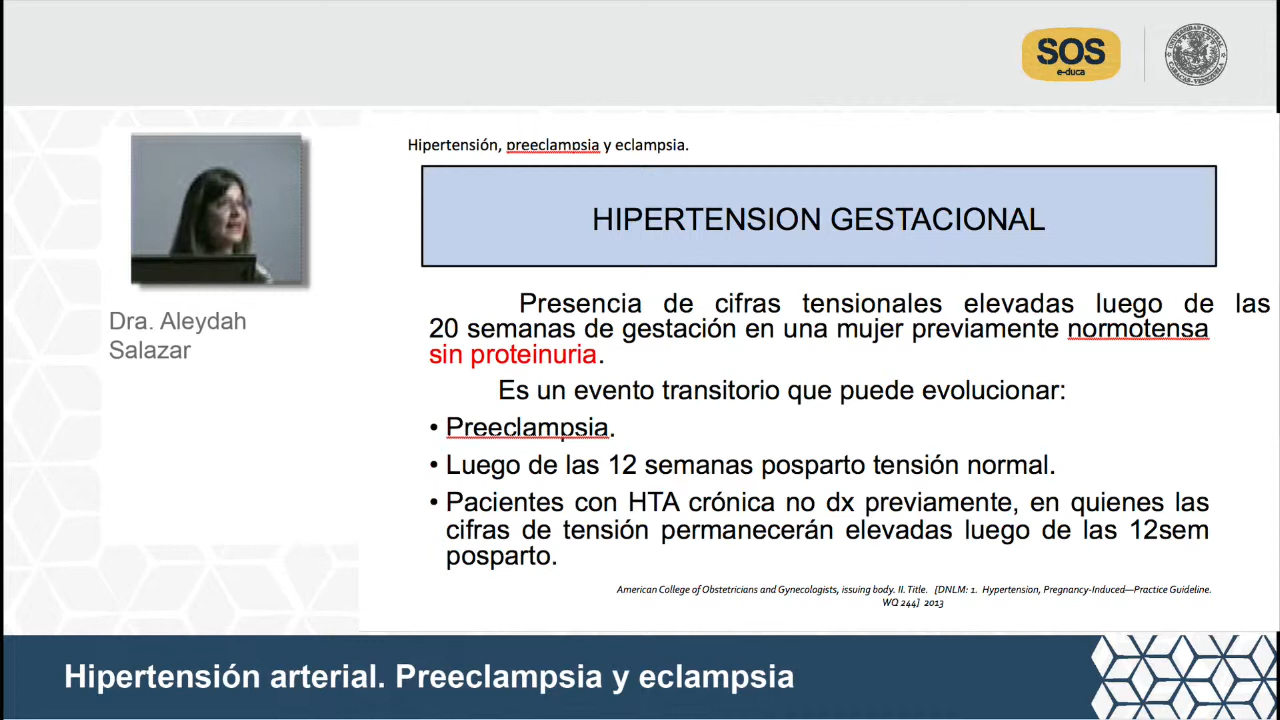 SOS
e-duca
UNIVERSIDAD CENTRAL
CARACAS-VENEZUELA
Hipertensión, preeclampsia y eclampsia.
HIPERTENSION GESTACIONAL
Dra. Aleydah
Salazar
Presencia de cifras tensionales elevadas luego de las
20 semanas de gestación en una mujer previamente normotensa
sin proteinuria.
Es un evento transitorio que puede evolucionar:
• Preeclampsia.
• Luego de las 12 semanas posparto tensión normal.
• Pacientes con HTA crónica no dx previamente, en quienes las
cifras de tensión permanecerán elevadas luego de las 12sem
posparto.
American College of Obstetricians and Gynecologists, issuing body. II. Title. [DNLM: 1. Hypertension, Pregnancy-Induced—Practice Guideline.
WQ 244] 2013
Hipertensión arterial. Preeclampsia y eclampsia